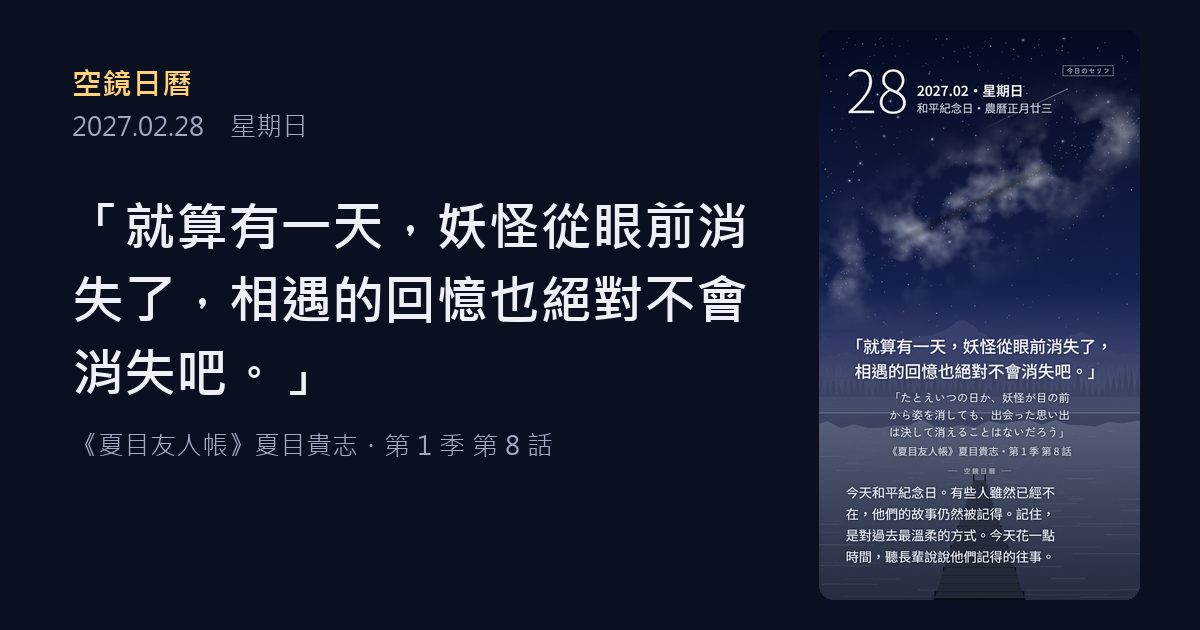 空鏡日曆
2027.02.28 星期日
「就算有一天，妖怪從眼前消
失了，相遇的回憶也絕對不會
消失吧。」
《夏目友人帳》夏目貴志・第 1 季 第 8 話
今日のセリフ
28
2027.02・星期日
和平紀念日・農曆正月廿三
「就算有一天，妖怪從眼前消失了，
相遇的回憶也絕對不會消失吧。」
「たとえいつの日か、妖怪が目の前
から姿を消しても、出会った思い出
は決して消えることはないだろう」
《夏目友人帳》夏目貴志・第 1 季 第 8 話
空鏡日曆
今天和平紀念日。有些人雖然已經不
在，他們的故事仍然被記得。記住，
是對過去最溫柔的方式。今天花一點
時間，聽長輩說說他們記得的往事。